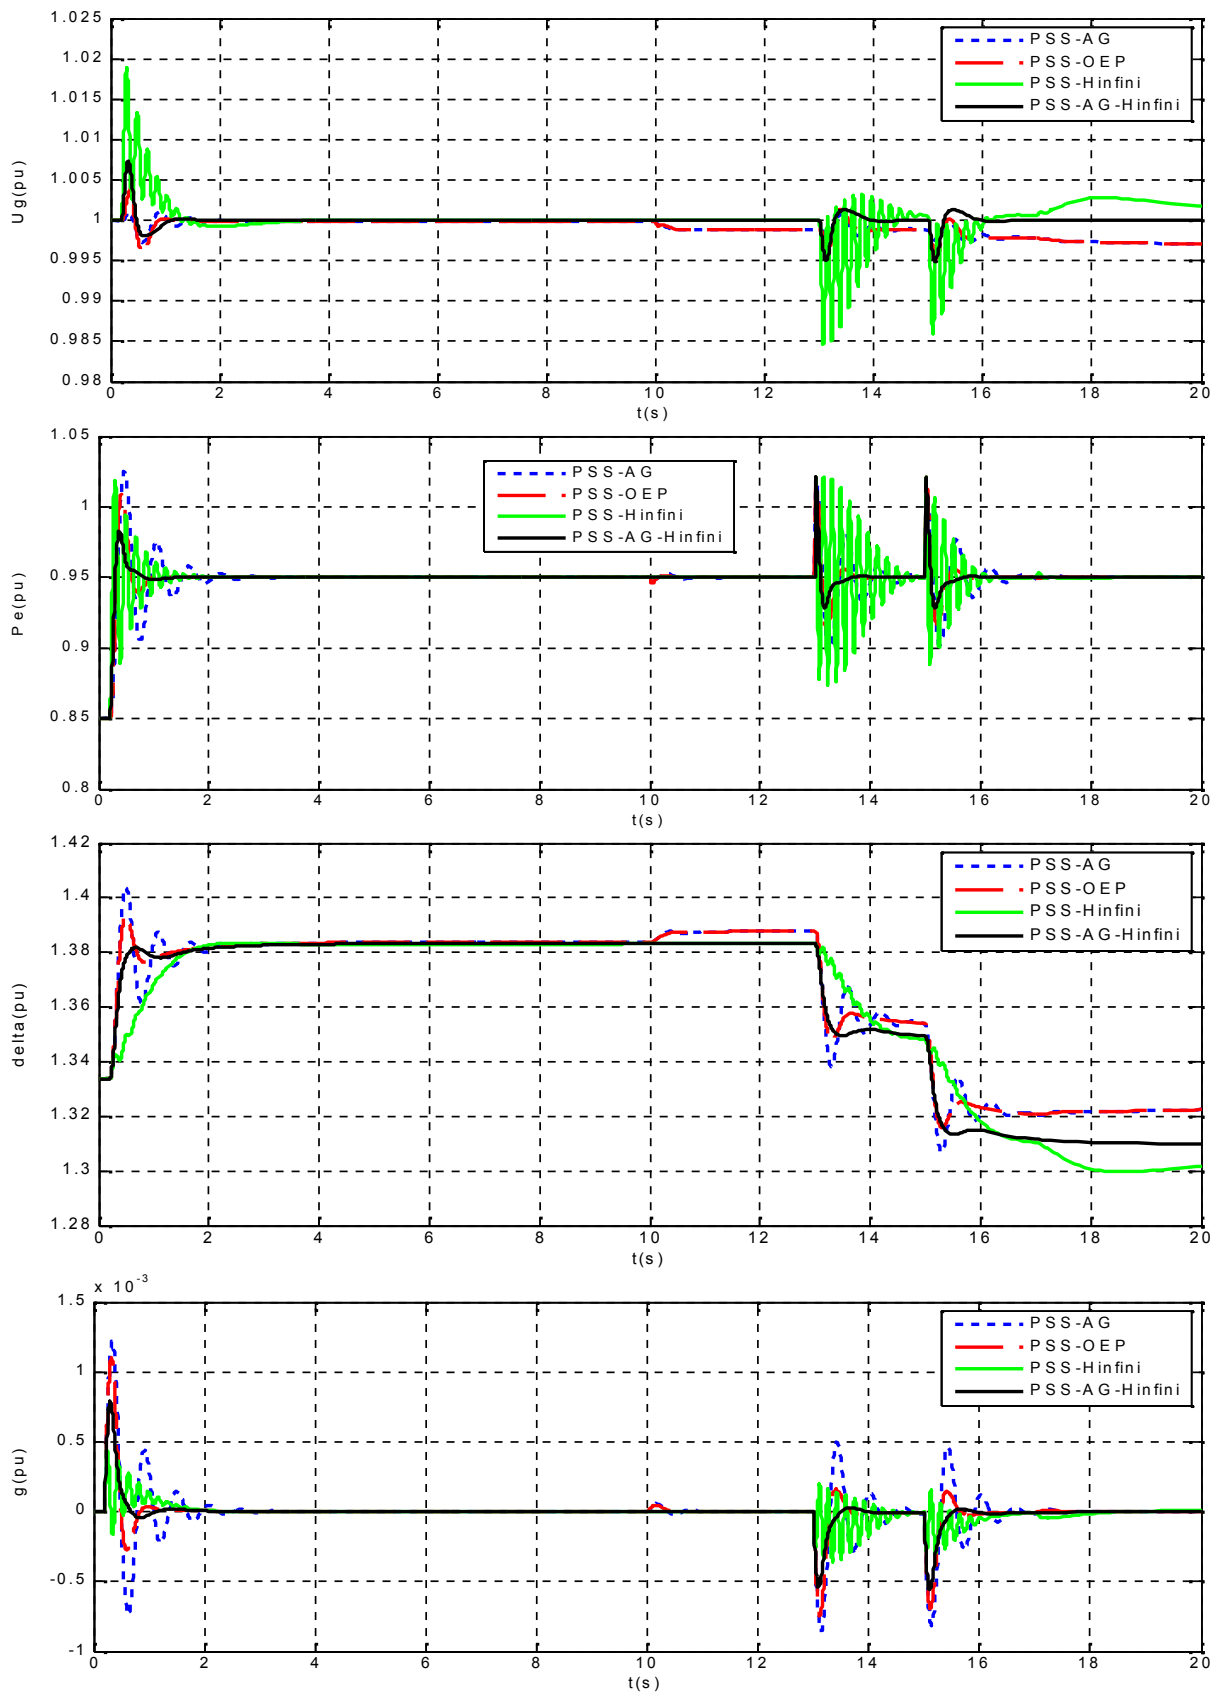 1.025
1.02
1.015
1.01
1.005
1
0.995
0.99
0.985
0.98
Ug(pu)
PSS-AG
PSS-OEP
PSS-Hinfini
PSS-AG-Hinfini
0 2 4 6 8 10 12 14 16 18 20
t(s)
1.05
1
0.95
0.9
0.85
0.8
Pe(pu)
PSS-AG
PSS-OEP
PSS-Hinfini
PSS-AG-Hinfini
0 2 4 6 8 10 12 14 16 18 20
t(s)
1.42
1.4
1.38
1.36
1.34
1.32
1.3
1.28
delta(pu)
PSS-AG
PSS-OEP
PSS-Hinfini
PSS-AG-Hinfini
0 2 4 6 8 10 12 14 16 18 20
t(s)
x 10-3
1.5
1
0.5
0
-0.5
-1
g(pu)
PSS-AG
PSS-OEP
PSS-Hinfini
PSS-AG-Hinfini
0 2 4 6 8 10 12 14 16 18 20
t(s)